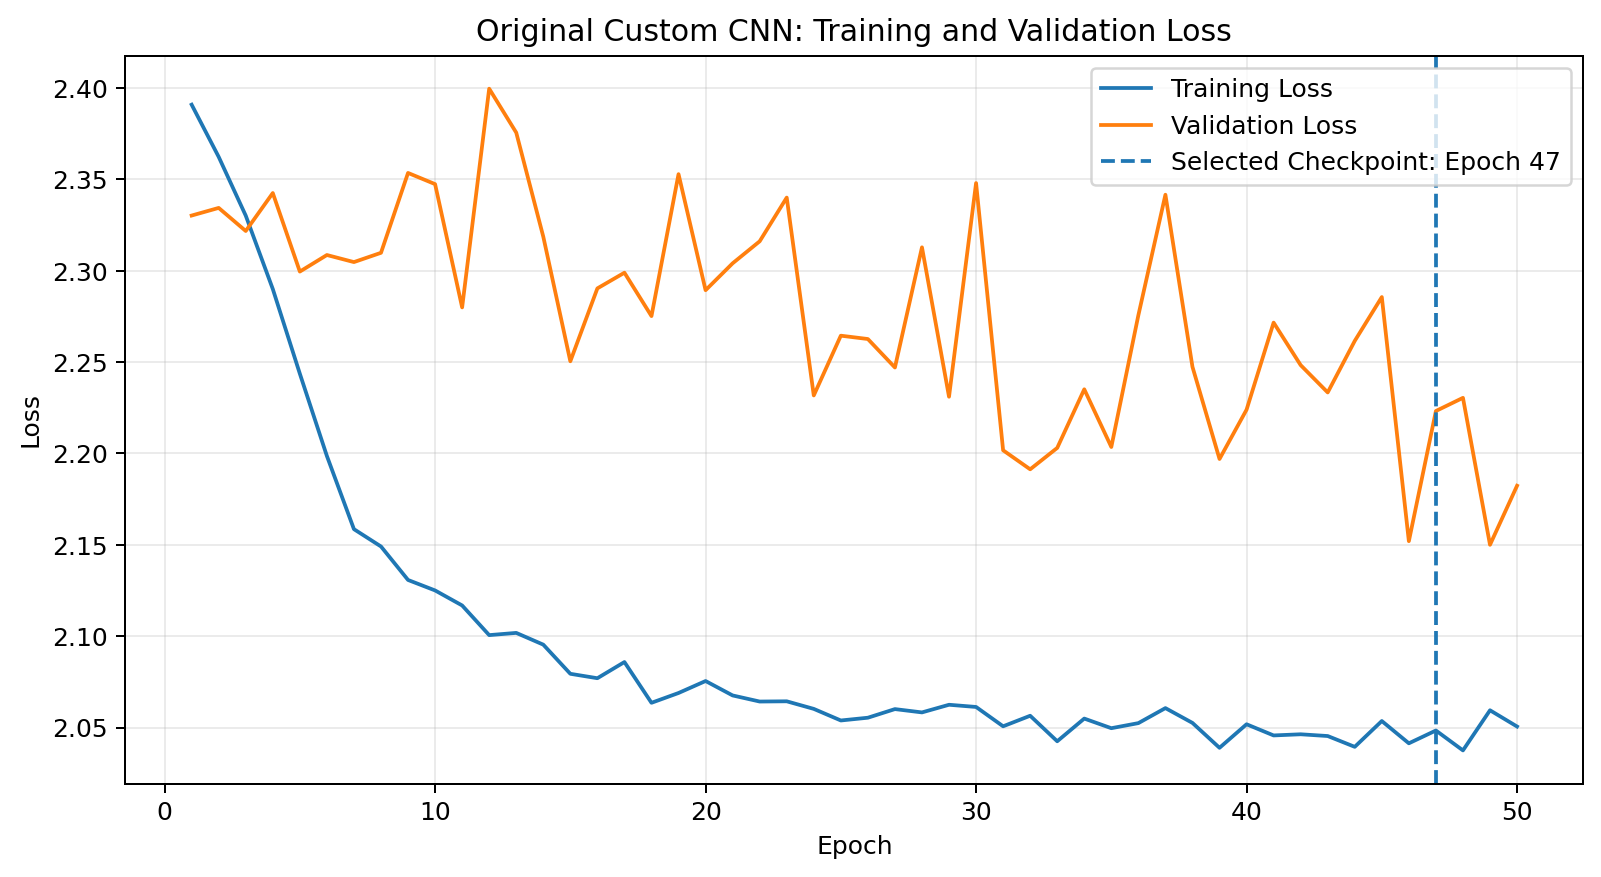 Original Custom CNN: Training and Validation Loss
Training Loss
Validation Loss
Selected Checkpoint: Epoch 47
2.40
2.35
2.30
2.25
2.20
2.15
2.10
2.05
Loss
0 10 20 30 40 50
Epoch